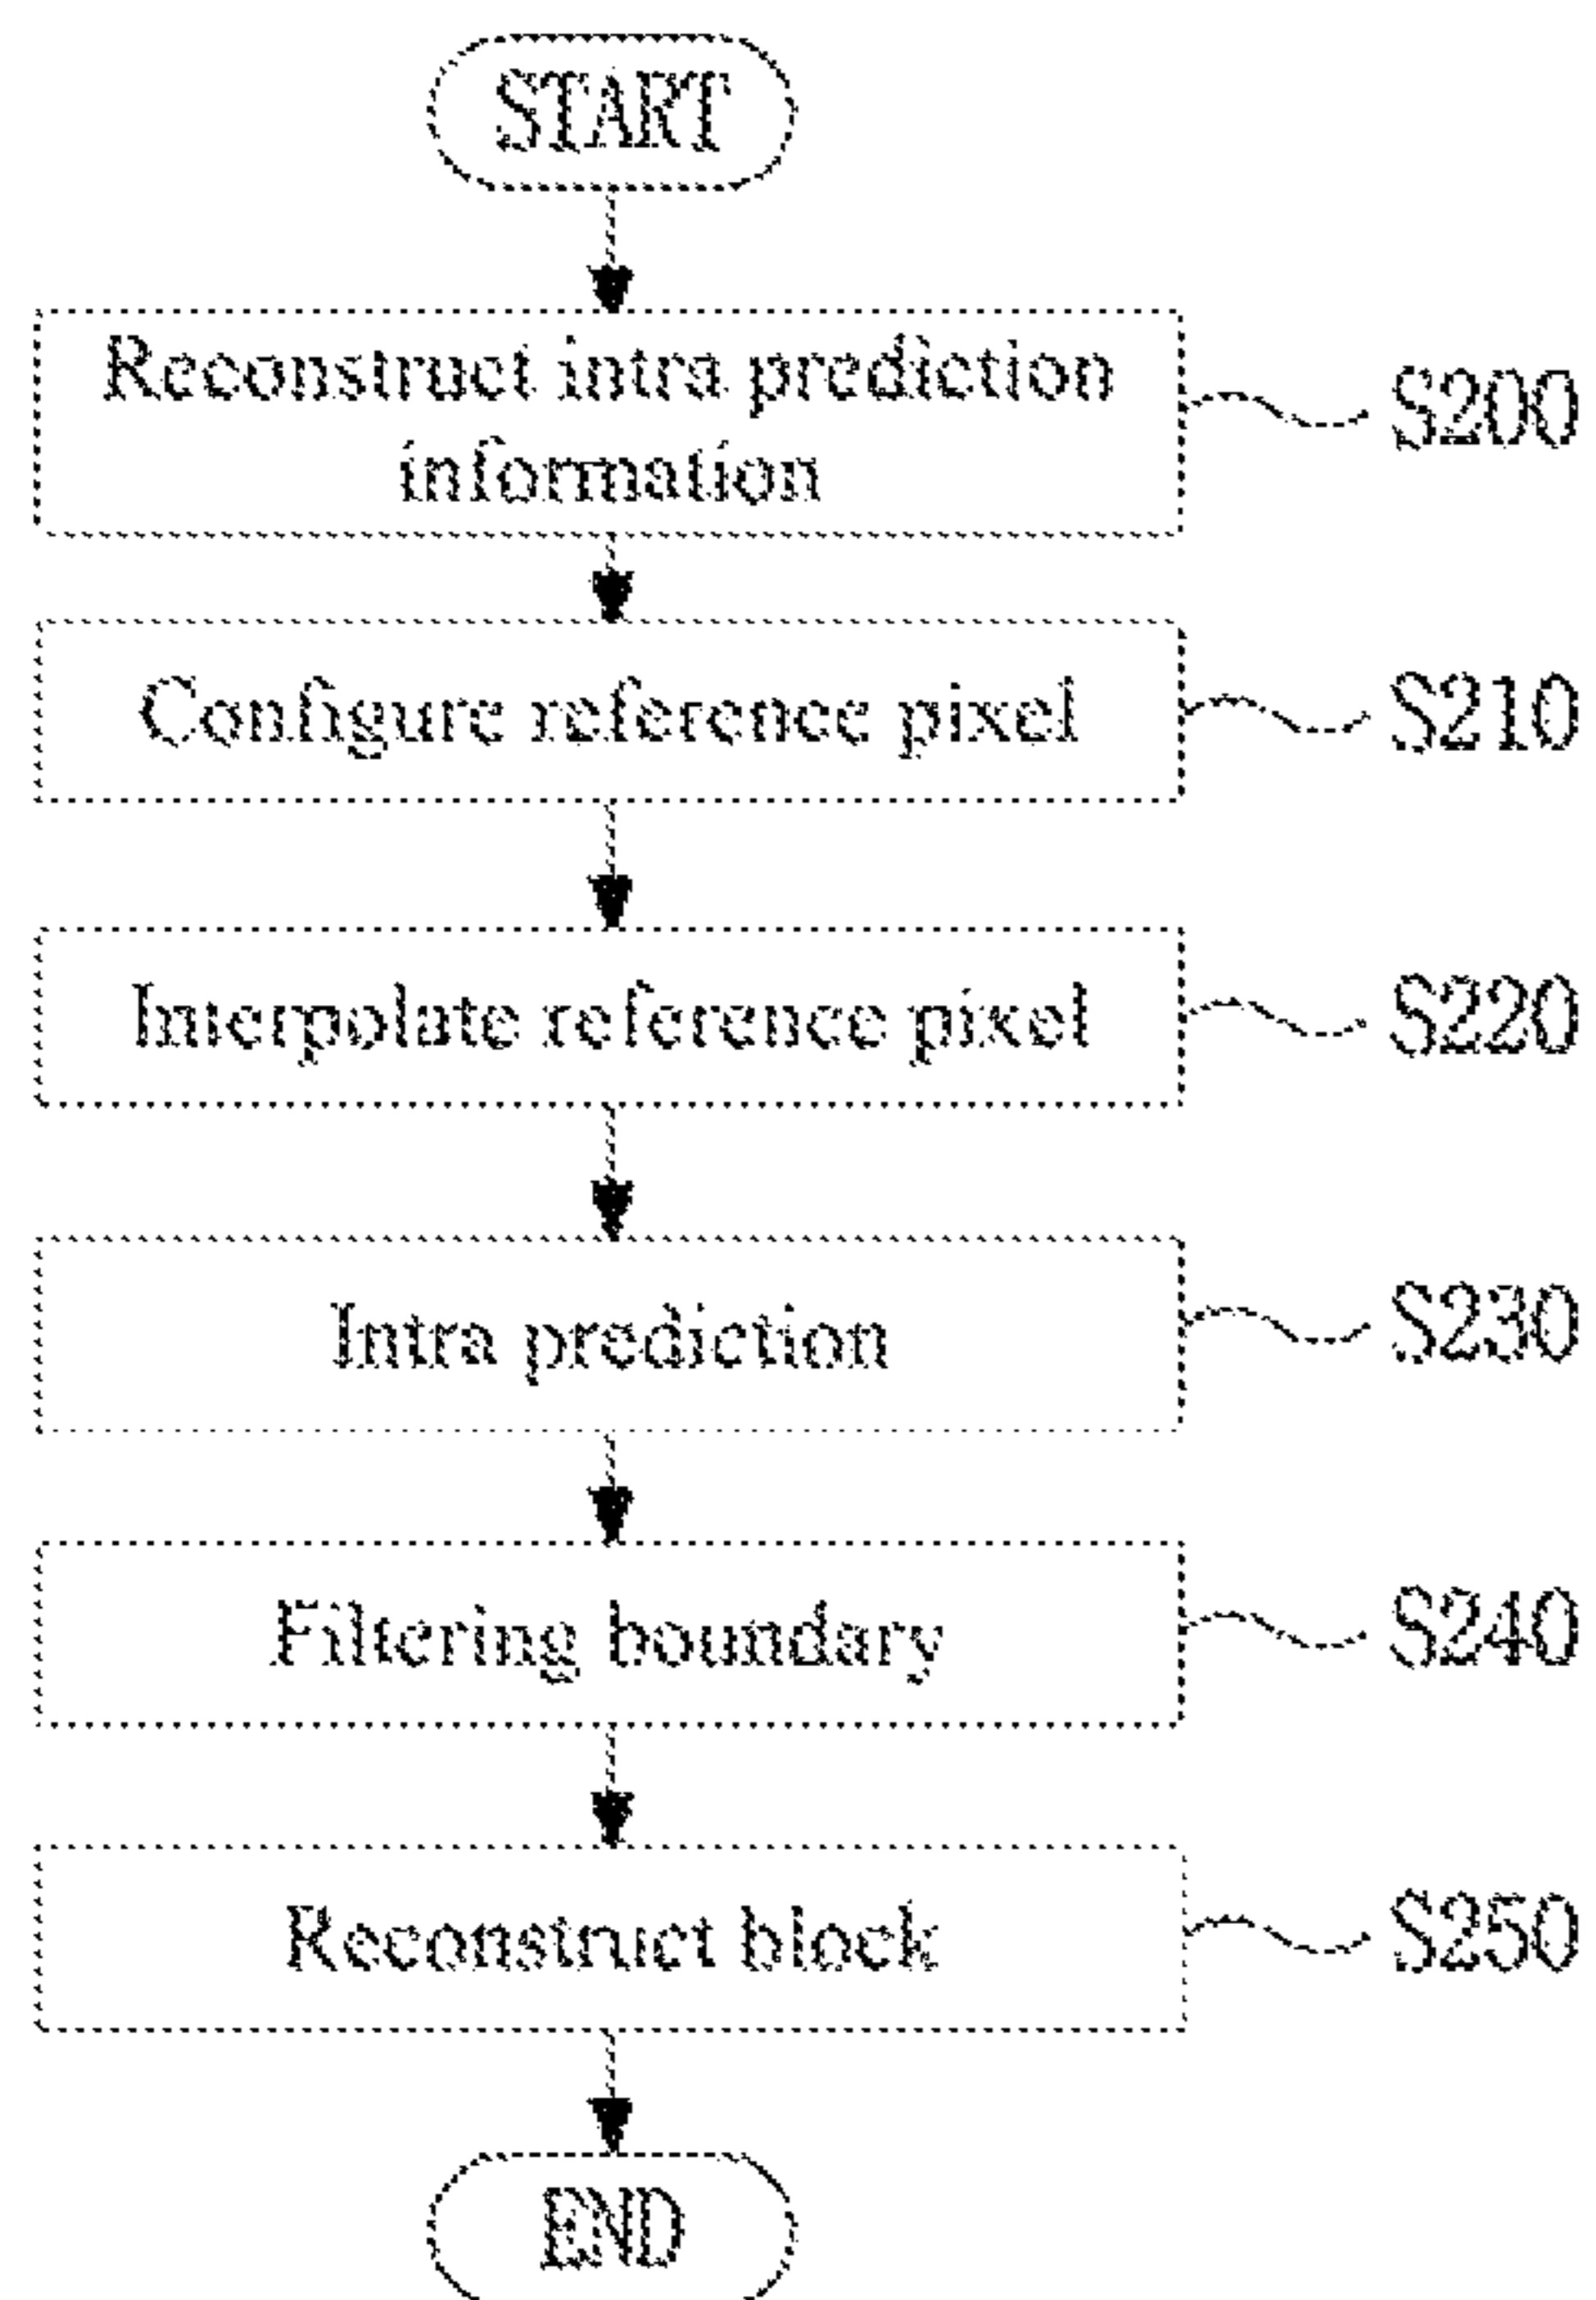 START
Reconstruct intra prediction
information
S200
Configure reference pixel
S210
Interpolate reference pixel
S220
Intra prediction
S230
Filtering boundary
S240
Reconstruct block
S250
END